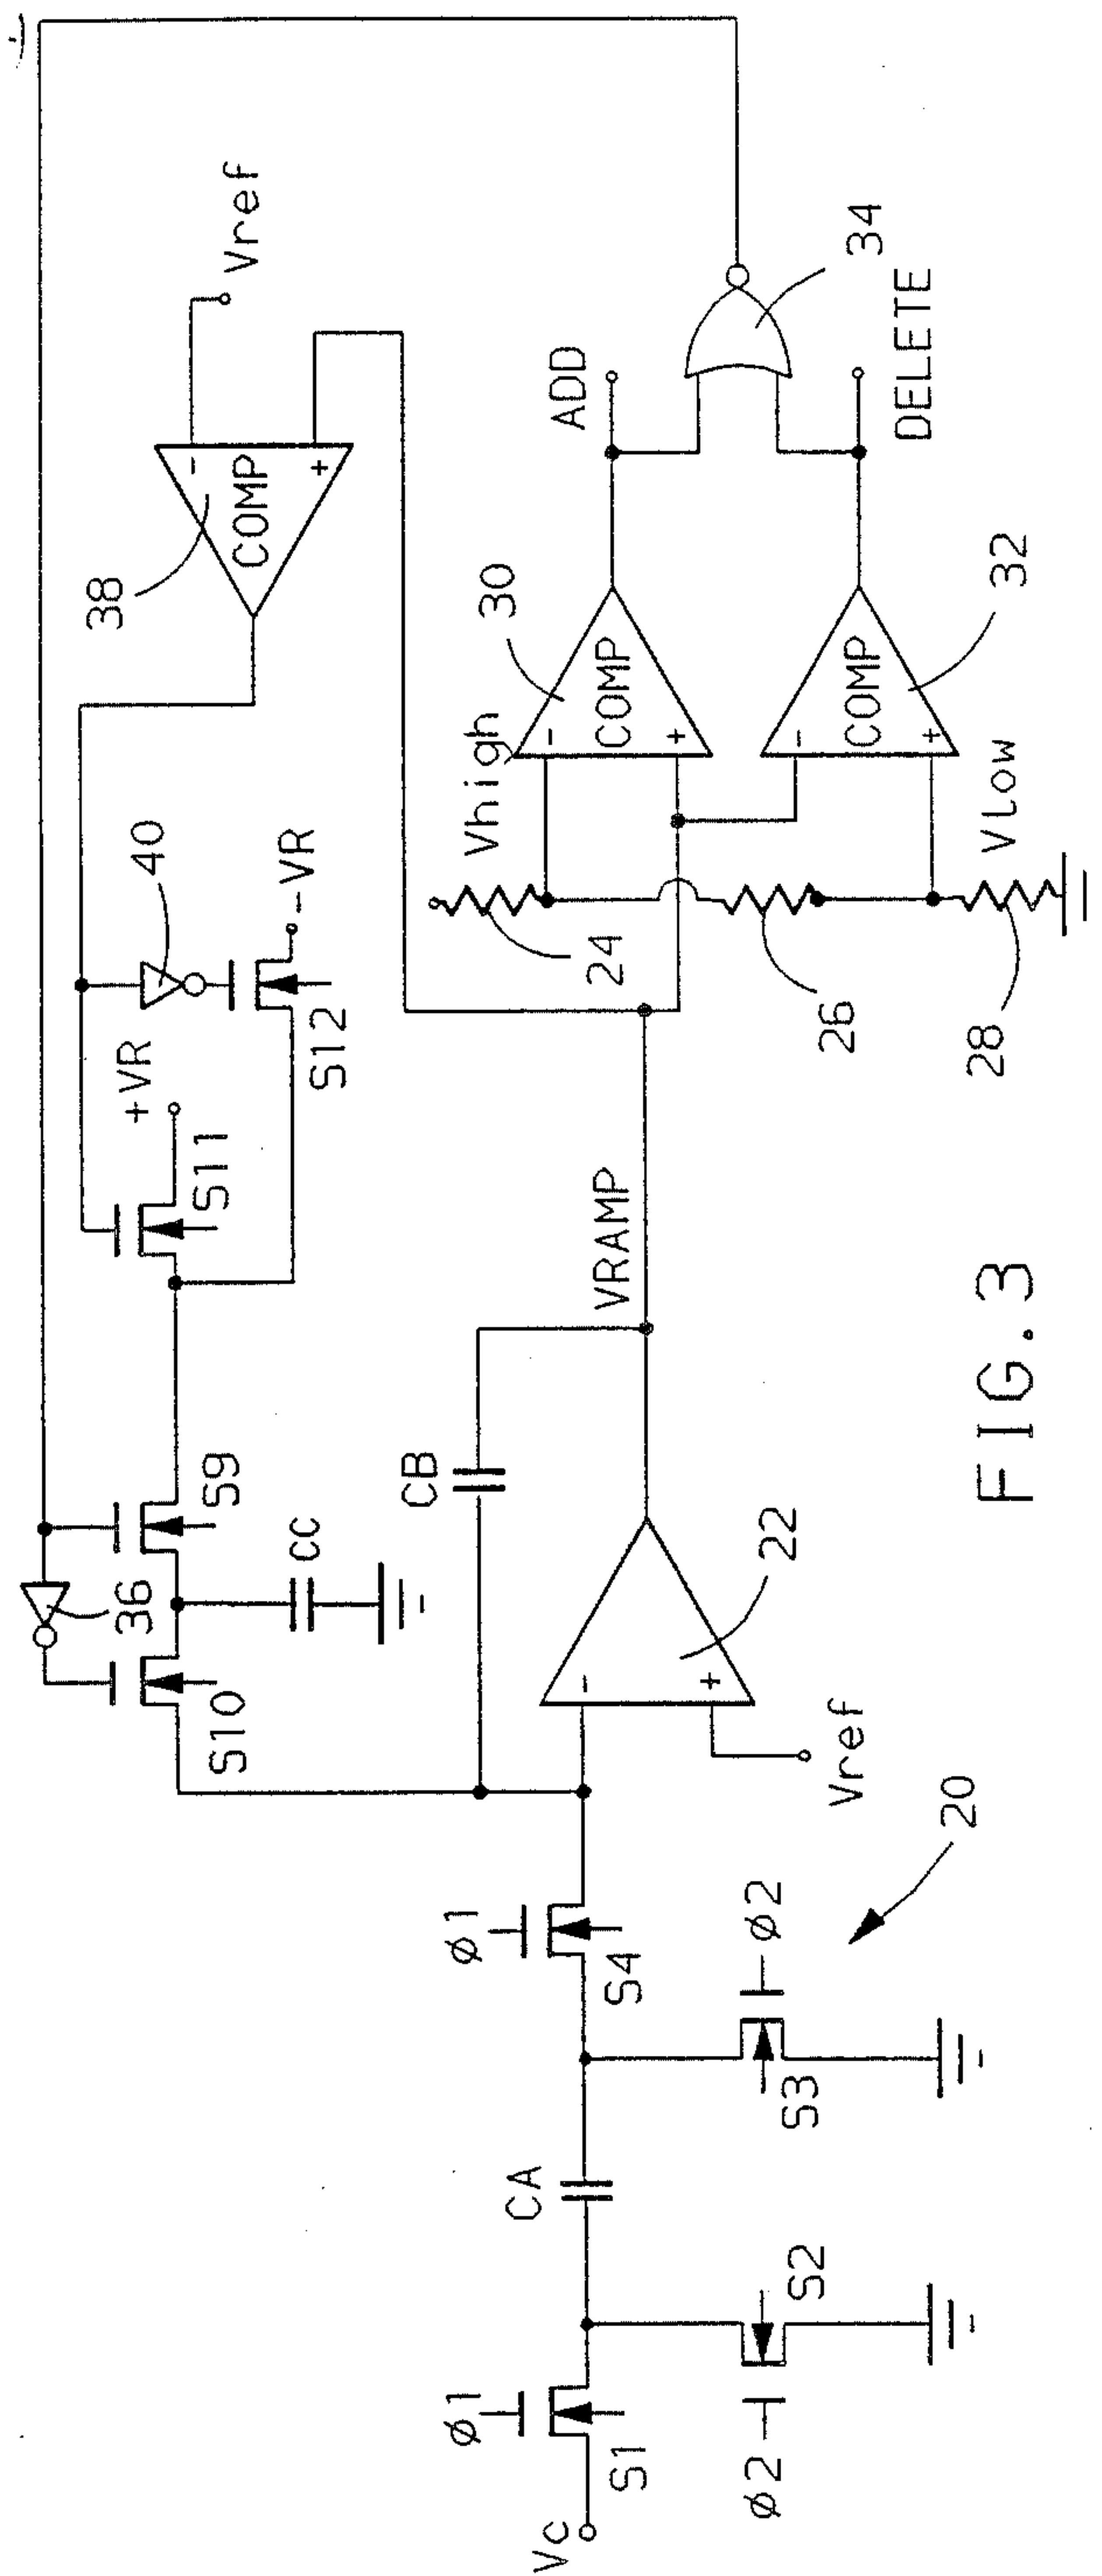 Vref
-
+
COMP
38
40
+VR
-VR
S11
S12
36
S9
S10
CC
Vhigh
30
ADD
24
-
+
COMP
34
CB
VRAMP
26
-
+
COMP
DELETE
Vlow
32
28
-
+
22
Vref
Vc
ø1
S1
CA
ø1
S4
ø2
S2
S3
ø2
20
FIG.3